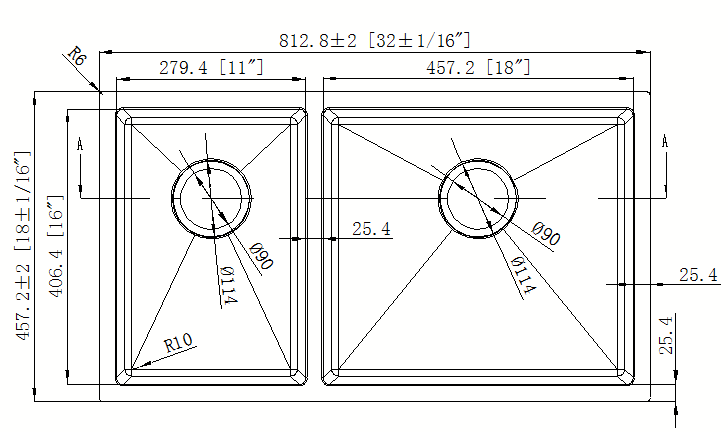 812.8±2 [32±1/16"]
R6
279.4 [11"]
457.2 [18"]
A
A
457.2±2 [18±1/16"]
406.4 [16"]
25.4
Ø90
Ø114
Ø90
Ø114
25.4
25.4
R10